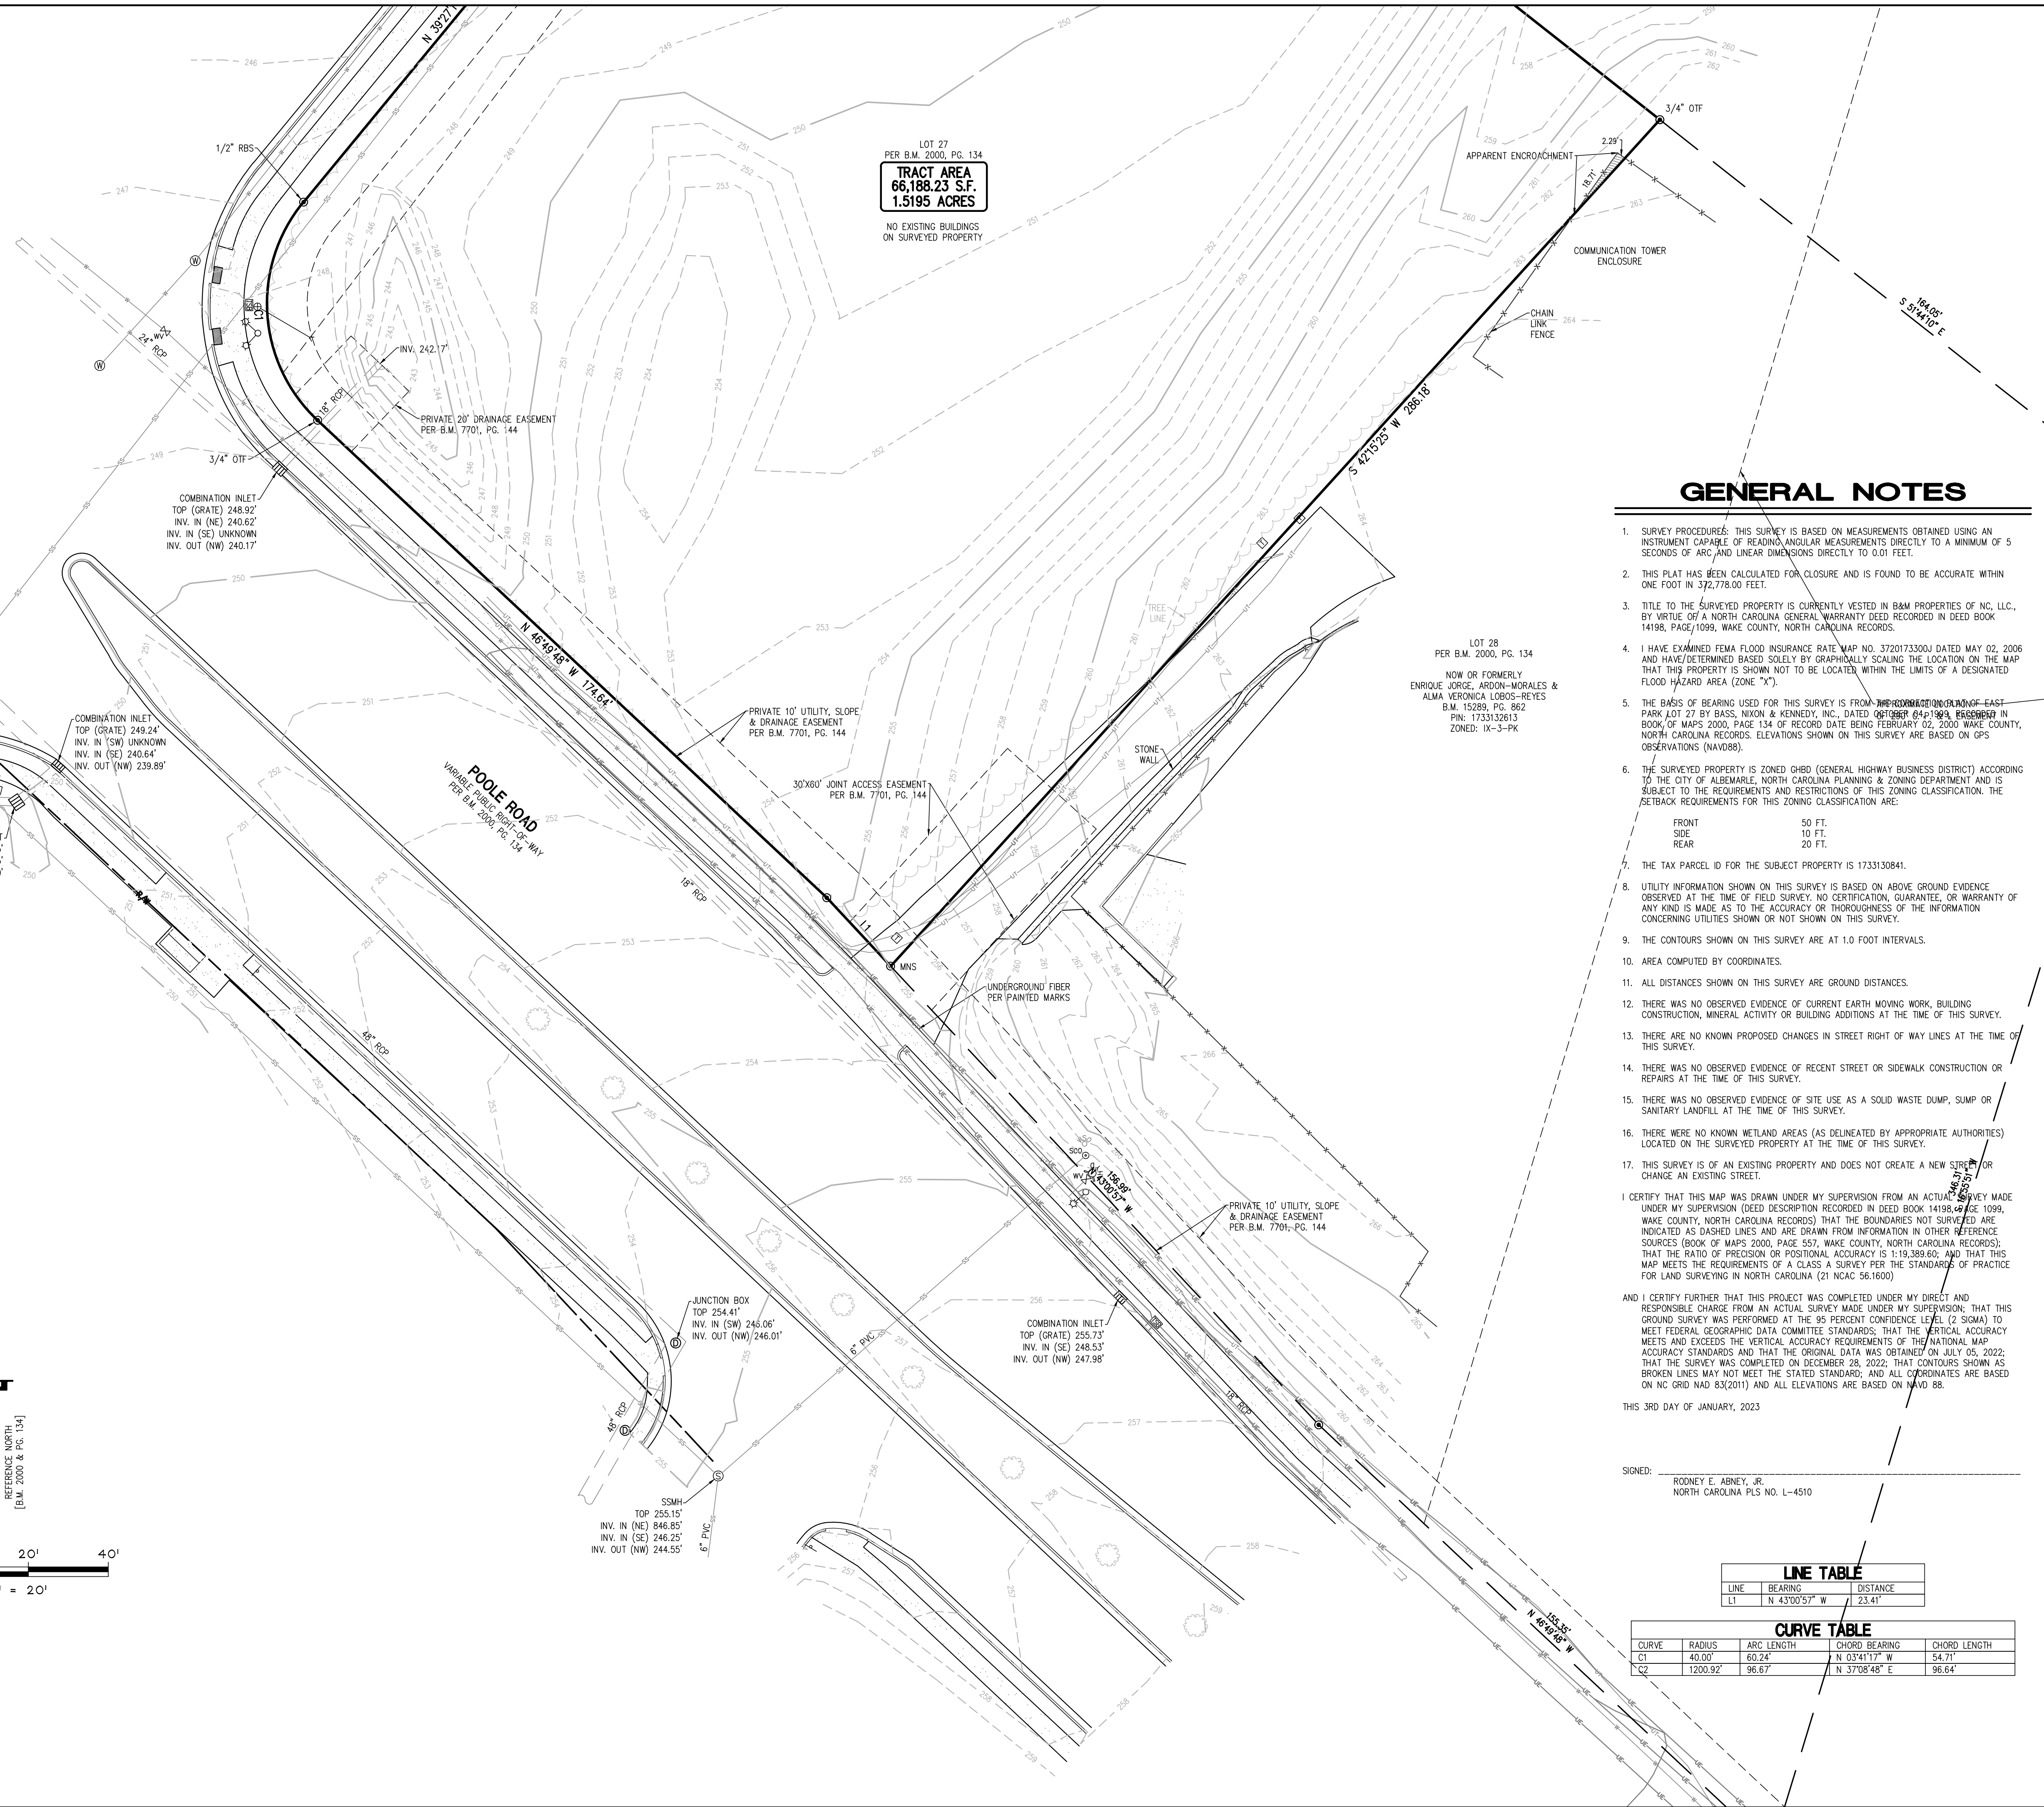 N 39°27'1
1/2" RBS
LOT 27
PER B.M. 2000, PG. 134
TRACT AREA
66,188.23 S.F.
1.5195 ACRES
NO EXISTING BUILDINGS
ON SURVEYED PROPERTY
3/4" OTF
2.29'
APPARENT ENCROACHMENT
18.71'
COMMUNICATION TOWER
ENCLOSURE
CHAIN
LINK
FENCE
164.05'
S 51°44'10" E
S 42°15'25" W 286.18'
24" RCP
WV
C1
INV. 242.17'
18" RCP
PRIVATE 20' DRAINAGE EASEMENT
PER B.M. 7701, PG. 144
3/4" OTF
COMBINATION INLET
TOP (GRATE) 248.92'
INV. IN (NE) 240.62'
INV. IN (SE) UNKNOWN
INV. OUT (NW) 240.17'
N 46°49'48" W 174.64'
TREE
LINE
LOT 28
PER B.M. 2000, PG. 134
NOW OR FORMERLY
ENRIQUE JORGE, ARDON-MORALES &
ALMA VERONICA LOBOS-REYES
B.M. 15289, PG. 862
PIN: 1733132613
ZONED: IX-3-PK
COMBINATION INLET
TOP (GRATE) 249.24'
INV. IN (SW) UNKNOWN
INV. IN (SE) 240.64'
INV. OUT (NW) 239.89'
POOLE ROAD
VARIABLE PUBLIC RIGHT-OF-WAY
PER B.M. 2000, PG. 134
PRIVATE 10' UTILITY, SLOPE
& DRAINAGE EASEMENT
PER B.M. 7701, PG. 144
STONE
WALL
30'X60' JOINT ACCESS EASEMENT
PER B.M. 7701, PG. 144
18" RCP
L1
MNS
UNDERGROUND FIBER
PER PAINTED MARKS
48" RCP
SCO
WV
156.99'
N 43°00'57" W
PRIVATE 10' UTILITY, SLOPE
& DRAINAGE EASEMENT
PER B.M. 7701, PG. 144
JUNCTION BOX
TOP 254.41'
INV. IN (SW) 246.06'
INV. OUT (NW) 246.01'
6" PVC
COMBINATION INLET
TOP (GRATE) 255.73'
INV. IN (SE) 248.53'
INV. OUT (NW) 247.98'
18" RCP
48" RCP
SSMH
TOP 255.15'
INV. IN (NE) 846.85'
INV. IN (SE) 246.25'
INV. OUT (NW) 244.55'
6" PVC
REFERENCE NORTH
[B.M. 2000 & PG. 134]
20' 40'
= 20'
155.35'
N 46°49'48" W
GENERAL NOTES
1. SURVEY PROCEDURES: THIS SURVEY IS BASED ON MEASUREMENTS OBTAINED USING AN
INSTRUMENT CAPABLE OF READING ANGULAR MEASUREMENTS DIRECTLY TO A MINIMUM OF 5
SECONDS OF ARC AND LINEAR DIMENSIONS DIRECTLY TO 0.01 FEET.
2. THIS PLAT HAS BEEN CALCULATED FOR CLOSURE AND IS FOUND TO BE ACCURATE WITHIN
ONE FOOT IN 372,778.00 FEET.
3. TITLE TO THE SURVEYED PROPERTY IS CURRENTLY VESTED IN B&M PROPERTIES OF NC, LLC.,
BY VIRTUE OF A NORTH CAROLINA GENERAL WARRANTY DEED RECORDED IN DEED BOOK
14198, PAGE 1099, WAKE COUNTY, NORTH CAROLINA RECORDS.
4. I HAVE EXAMINED FEMA FLOOD INSURANCE RATE MAP NO. 3720173300J DATED MAY 02, 2006
AND HAVE DETERMINED BASED SOLELY BY GRAPHICALLY SCALING THE LOCATION ON THE MAP
THAT THIS PROPERTY IS SHOWN NOT TO BE LOCATED WITHIN THE LIMITS OF A DESIGNATED
FLOOD HAZARD AREA (ZONE "X").
5. THE BASIS OF BEARING USED FOR THIS SURVEY IS FROM THE CORRECTION PLAT OF EAST
PARK LOT 27 BY BASS, NIXON & KENNEDY, INC., DATED OCTOBER 04, 1999, RECORDED IN
BOOK OF MAPS 2000, PAGE 134 OF RECORD DATE BEING FEBRUARY 02, 2000 WAKE COUNTY,
NORTH CAROLINA RECORDS. ELEVATIONS SHOWN ON THIS SURVEY ARE BASED ON GPS
OBSERVATIONS (NAVD88).
6. THE SURVEYED PROPERTY IS ZONED GHBD (GENERAL HIGHWAY BUSINESS DISTRICT) ACCORDING
TO THE CITY OF ALBEMARLE, NORTH CAROLINA PLANNING & ZONING DEPARTMENT AND IS
SUBJECT TO THE REQUIREMENTS AND RESTRICTIONS OF THIS ZONING CLASSIFICATION. THE
SETBACK REQUIREMENTS FOR THIS ZONING CLASSIFICATION ARE:
FRONT 50 FT.
SIDE 10 FT.
REAR 20 FT.
7. THE TAX PARCEL ID FOR THE SUBJECT PROPERTY IS 1733130841.
8. UTILITY INFORMATION SHOWN ON THIS SURVEY IS BASED ON ABOVE GROUND EVIDENCE
OBSERVED AT THE TIME OF FIELD SURVEY. NO CERTIFICATION, GUARANTEE, OR WARRANTY OF
ANY KIND IS MADE AS TO THE ACCURACY OR THOROUGHNESS OF THE INFORMATION
CONCERNING UTILITIES SHOWN OR NOT SHOWN ON THIS SURVEY.
9. THE CONTOURS SHOWN ON THIS SURVEY ARE AT 1.0 FOOT INTERVALS.
10. AREA COMPUTED BY COORDINATES.
11. ALL DISTANCES SHOWN ON THIS SURVEY ARE GROUND DISTANCES.
12. THERE WAS NO OBSERVED EVIDENCE OF CURRENT EARTH MOVING WORK, BUILDING
CONSTRUCTION, MINERAL ACTIVITY OR BUILDING ADDITIONS AT THE TIME OF THIS SURVEY.
13. THERE ARE NO KNOWN PROPOSED CHANGES IN STREET RIGHT OF WAY LINES AT THE TIME OF
THIS SURVEY.
14. THERE WAS NO OBSERVED EVIDENCE OF RECENT STREET OR SIDEWALK CONSTRUCTION OR
REPAIRS AT THE TIME OF THIS SURVEY.
15. THERE WAS NO OBSERVED EVIDENCE OF SITE USE AS A SOLID WASTE DUMP, SUMP OR
SANITARY LANDFILL AT THE TIME OF THIS SURVEY.
16. THERE WERE NO KNOWN WETLAND AREAS (AS DELINEATED BY APPROPRIATE AUTHORITIES)
LOCATED ON THE SURVEYED PROPERTY AT THE TIME OF THIS SURVEY.
17. THIS SURVEY IS OF AN EXISTING PROPERTY AND DOES NOT CREATE A NEW STREET OR
CHANGE AN EXISTING STREET.
346.31'
I CERTIFY THAT THIS MAP WAS DRAWN UNDER MY SUPERVISION FROM AN ACTUAL SURVEY MADE
UNDER MY SUPERVISION (DEED DESCRIPTION RECORDED IN DEED BOOK 14198, PAGE 1099,
WAKE COUNTY, NORTH CAROLINA RECORDS) THAT THE BOUNDARIES NOT SURVEYED ARE
INDICATED AS DASHED LINES AND ARE DRAWN FROM INFORMATION IN OTHER REFERENCE
SOURCES (BOOK OF MAPS 2000, PAGE 557, WAKE COUNTY, NORTH CAROLINA RECORDS);
THAT THE RATIO OF PRECISION OR POSITIONAL ACCURACY IS 1:19,389.60; AND THAT THIS
MAP MEETS THE REQUIREMENTS OF A CLASS A SURVEY PER THE STANDARDS OF PRACTICE
FOR LAND SURVEYING IN NORTH CAROLINA (21 NCAC 56.1600)
AND I CERTIFY FURTHER THAT THIS PROJECT WAS COMPLETED UNDER MY DIRECT AND
RESPONSIBLE CHARGE FROM AN ACTUAL SURVEY MADE UNDER MY SUPERVISION; THAT THIS
GROUND SURVEY WAS PERFORMED AT THE 95 PERCENT CONFIDENCE LEVEL (2 SIGMA) TO
MEET FEDERAL GEOGRAPHIC DATA COMMITTEE STANDARDS; THAT THE VERTICAL ACCURACY
MEETS AND EXCEEDS THE VERTICAL ACCURACY REQUIREMENTS OF THE NATIONAL MAP
ACCURACY STANDARDS AND THAT THE ORIGINAL DATA WAS OBTAINED ON JULY 05, 2022;
THAT THE SURVEY WAS COMPLETED ON DECEMBER 28, 2022; THAT CONTOURS SHOWN AS
BROKEN LINES MAY NOT MEET THE STATED STANDARD; AND ALL COORDINATES ARE BASED
ON NC GRID NAD 83(2011) AND ALL ELEVATIONS ARE BASED ON NAVD 88.
THIS 3RD DAY OF JANUARY, 2023
SIGNED:
RODNEY E. ABNEY, JR.
NORTH CAROLINA PLS NO. L-4510
LINE TABLE
LINE BEARING DISTANCE
L1 N 43°00'57" W 23.41'
CURVE TABLE
CURVE RADIUS ARC LENGTH CHORD BEARING CHORD LENGTH
C1 40.00' 60.24' N 03°41'17" W 54.71'
C2 1200.92' 96.67' N 37°08'48" E 96.64'